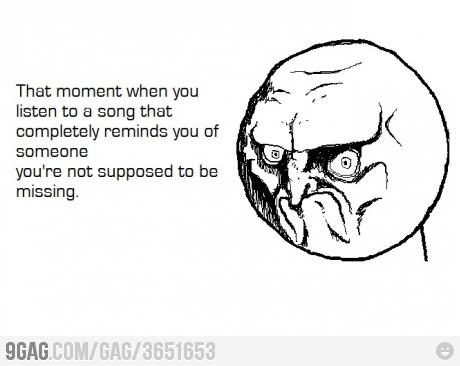 That moment when you
listen to a song that
completely reminds you of
someone
you're not supposed to be
missing.
9GAG.COM/GAG/3651653